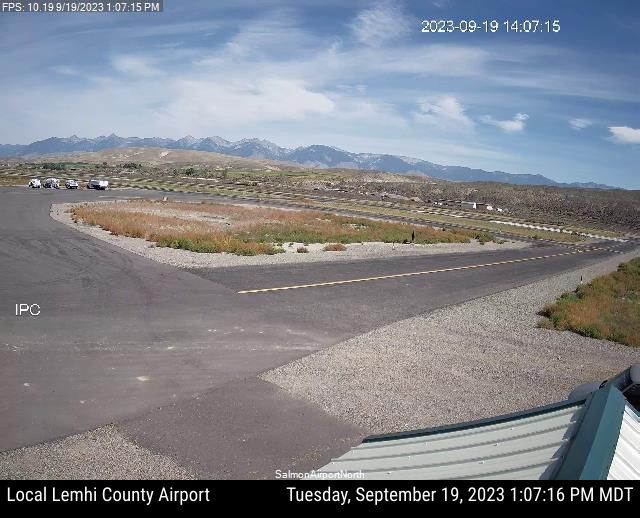 FPS: 10.19 9/19/2023 1:07:15 PM
2023-09-19 14:07:15
IPC
SalmonAirportNorth
Local Lemhi County Airport Tuesday, September 19, 2023 1:07:16 PM MDT